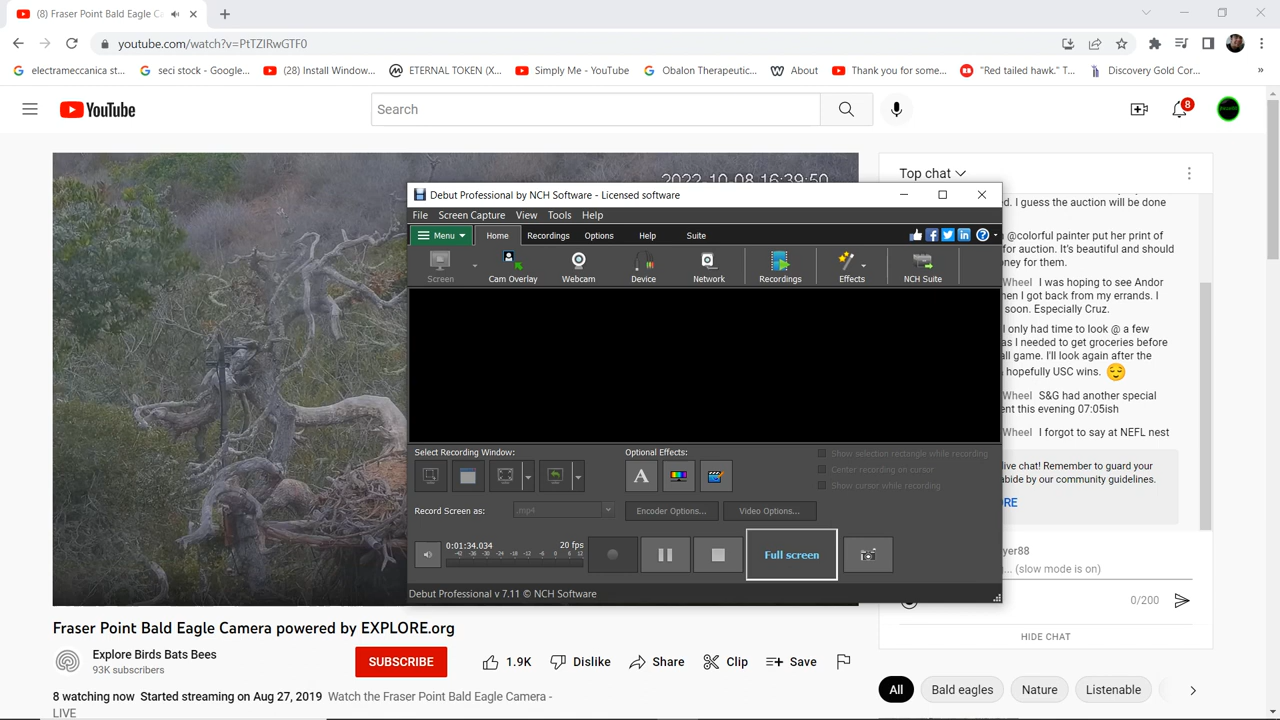 (8) Fraser Point Bald Eagle Ca
youtube.com/watch?v=PtTZlRwGTF0
electrameccanica st...
seci stock - Google...
(28) Install Window...
ETERNAL TOKEN (X...
Simply Me - YouTube
Obalon Therapeutic...
About
Thank you for some...
"Red tailed hawk." T...
Discovery Gold Cor...
»
YouTube
Search
8
2022-10-08 16:39:50
Top chat
. I guess the auction will be done
@colorful painter put her print of
for auction. It's beautiful and should
ney for them.
Wheel I was hoping to see Andor
hen I got back from my errands. I
soon. Especially Cruz.
I only had time to look @ a few
as I needed to get groceries before
all game. I'll look again after the
hopefully USC wins.
Wheel S&G had another special
ent this evening 07:05ish
Wheel I forgot to say at NEFL nest
live chat! Remember to guard your
abide by our community guidelines.
RE
yer88
... (slow mode is on)
0/200
HIDE CHAT
Debut Professional by NCH Software - Licensed software
File Screen Capture View Tools Help
Menu Home Recordings Options Help Suite
Screen Cam Overlay Webcam Device Network Recordings Effects NCH Suite
Select Recording Window:
Optional Effects:
A
Show selection rectangle while recording
Center recording on cursor
Show cursor while recording
Record Screen as:
.mp4
Encoder Options...
Video Options...
0:01:34.034
20 fps
-42 -36 -30 -24 -18 -12 -6 0 6 12
Full screen
Debut Professional v 7.11 © NCH Software
Fraser Point Bald Eagle Camera powered by EXPLORE.org
Explore Birds Bats Bees
93K subscribers
SUBSCRIBE
1.9K
Dislike
Share
Clip
Save
8 watching now Started streaming on Aug 27, 2019 Watch the Fraser Point Bald Eagle Camera -
LIVE
All
Bald eagles
Nature
Listenable